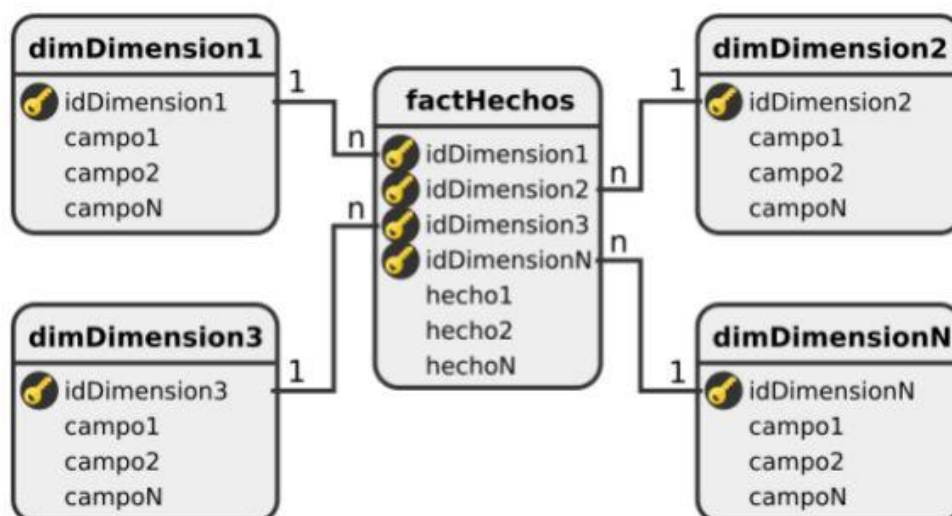 dimDimension1
idDimension1
campo1
campo2
campoN
1
n
factHechos
idDimension1
idDimension2
idDimension3
idDimensionN
hecho1
hecho2
hechoN
1
n
dimDimension2
idDimension2
campo1
campo2
campoN
n
1
dimDimension3
idDimension3
campo1
campo2
campoN
n
1
dimDimensionN
idDimensionN
campo1
campo2
campoN